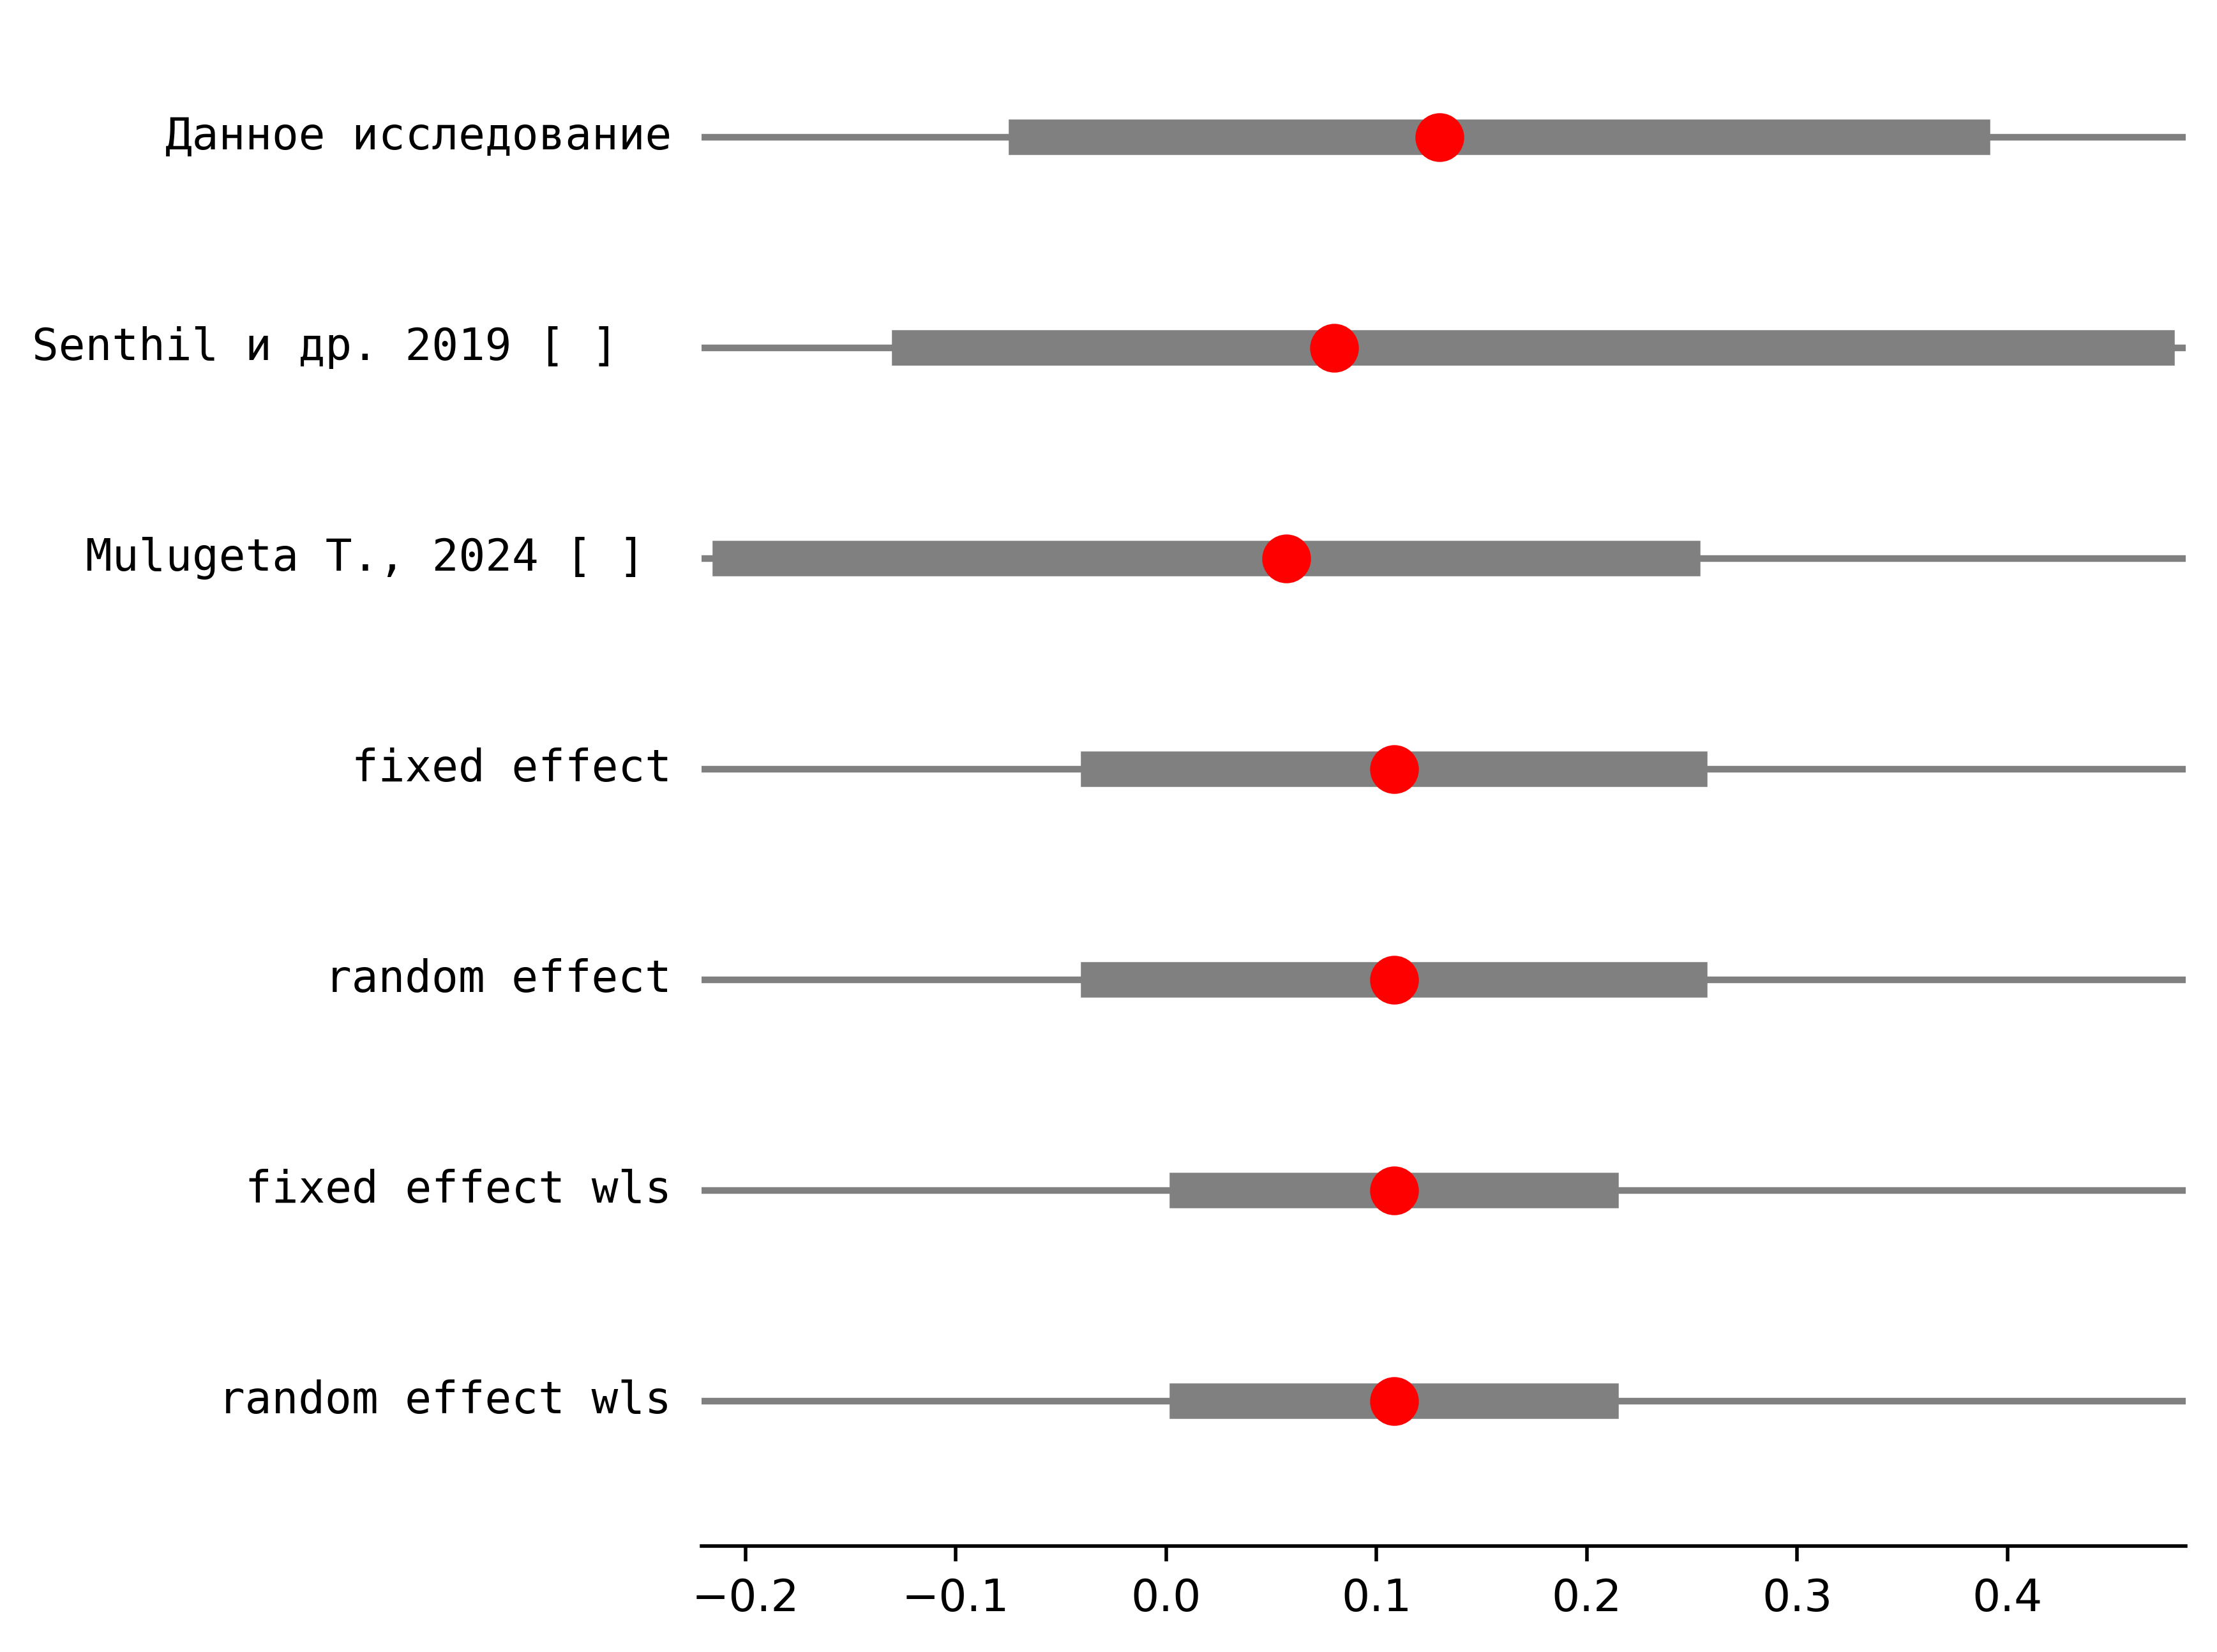 Данное исследование
Senthil и др. 2019 [ ]
Mulugeta T., 2024 [ ]
fixed effect
random effect
fixed effect wls
random effect wls
−0.2 −0.1 0.0 0.1 0.2 0.3 0.4